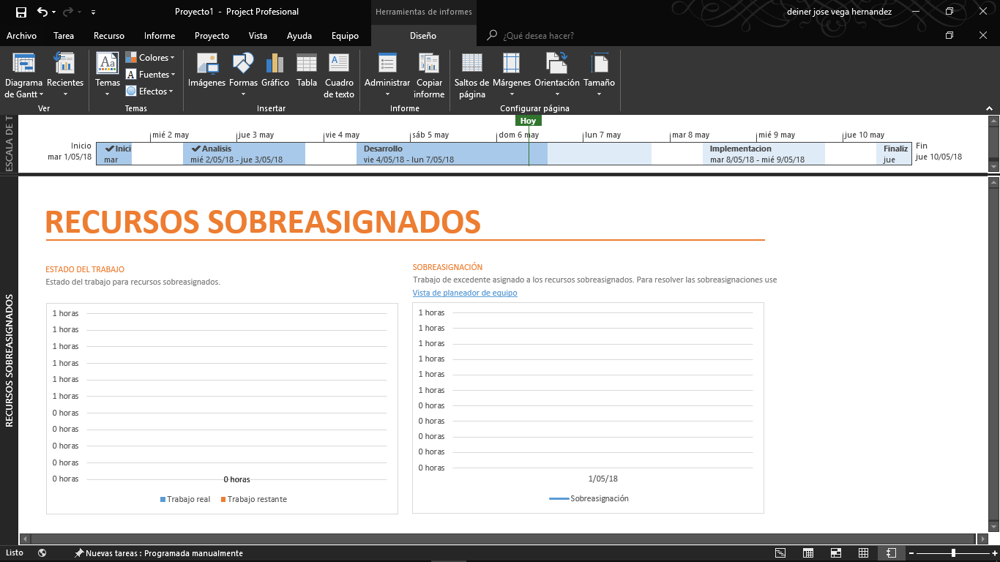 Proyecto1 - Project Profesional
Herramientas de informes
deiner jose vega hernandez
Archivo Tarea Recurso Informe Proyecto Vista Ayuda Equipo Diseño ¿Qué desea hacer?
Diagrama de Gantt
Recientes
Ver
Temas
Colores
Fuentes
Efectos
Temas
Imágenes
Formas
Gráfico
Tabla
Cuadro de texto
Insertar
Administrar
Copiar informe
Informe
Saltos de página
Márgenes
Orientación
Tamaño
Configurar página
ESCALA DE T
Hoy
mié 2 may jue 3 may vie 4 may sáb 5 may dom 6 may lun 7 may mar 8 may mié 9 may jue 10 may
Inicio
mar 1/05/18
Inici
mar
Analisis
mié 2/05/18 - jue 3/05/18
Desarrollo
vie 4/05/18 - lun 7/05/18
Implementacion
mar 8/05/18 - mié 9/05/18
Finaliz
jue
Fin
jue 10/05/18
RECURSOS SOBREASIGNADOS
RECURSOS SOBREASIGNADOS
ESTADO DEL TRABAJO
Estado del trabajo para recursos sobreasignados.
1 horas
1 horas
1 horas
1 horas
1 horas
1 horas
0 horas
0 horas
0 horas
0 horas
0 horas
0 horas
Trabajo real Trabajo restante
SOBREASIGNACIÓN
Trabajo de excedente asignado a los recursos sobreasignados. Para resolver las sobreasignaciones use
Vista de planeador de equipo
1 horas
1 horas
1 horas
1 horas
1 horas
1 horas
0 horas
0 horas
0 horas
0 horas
0 horas
1/05/18
Sobreasignación
Listo
Nuevas tareas : Programada manualmente